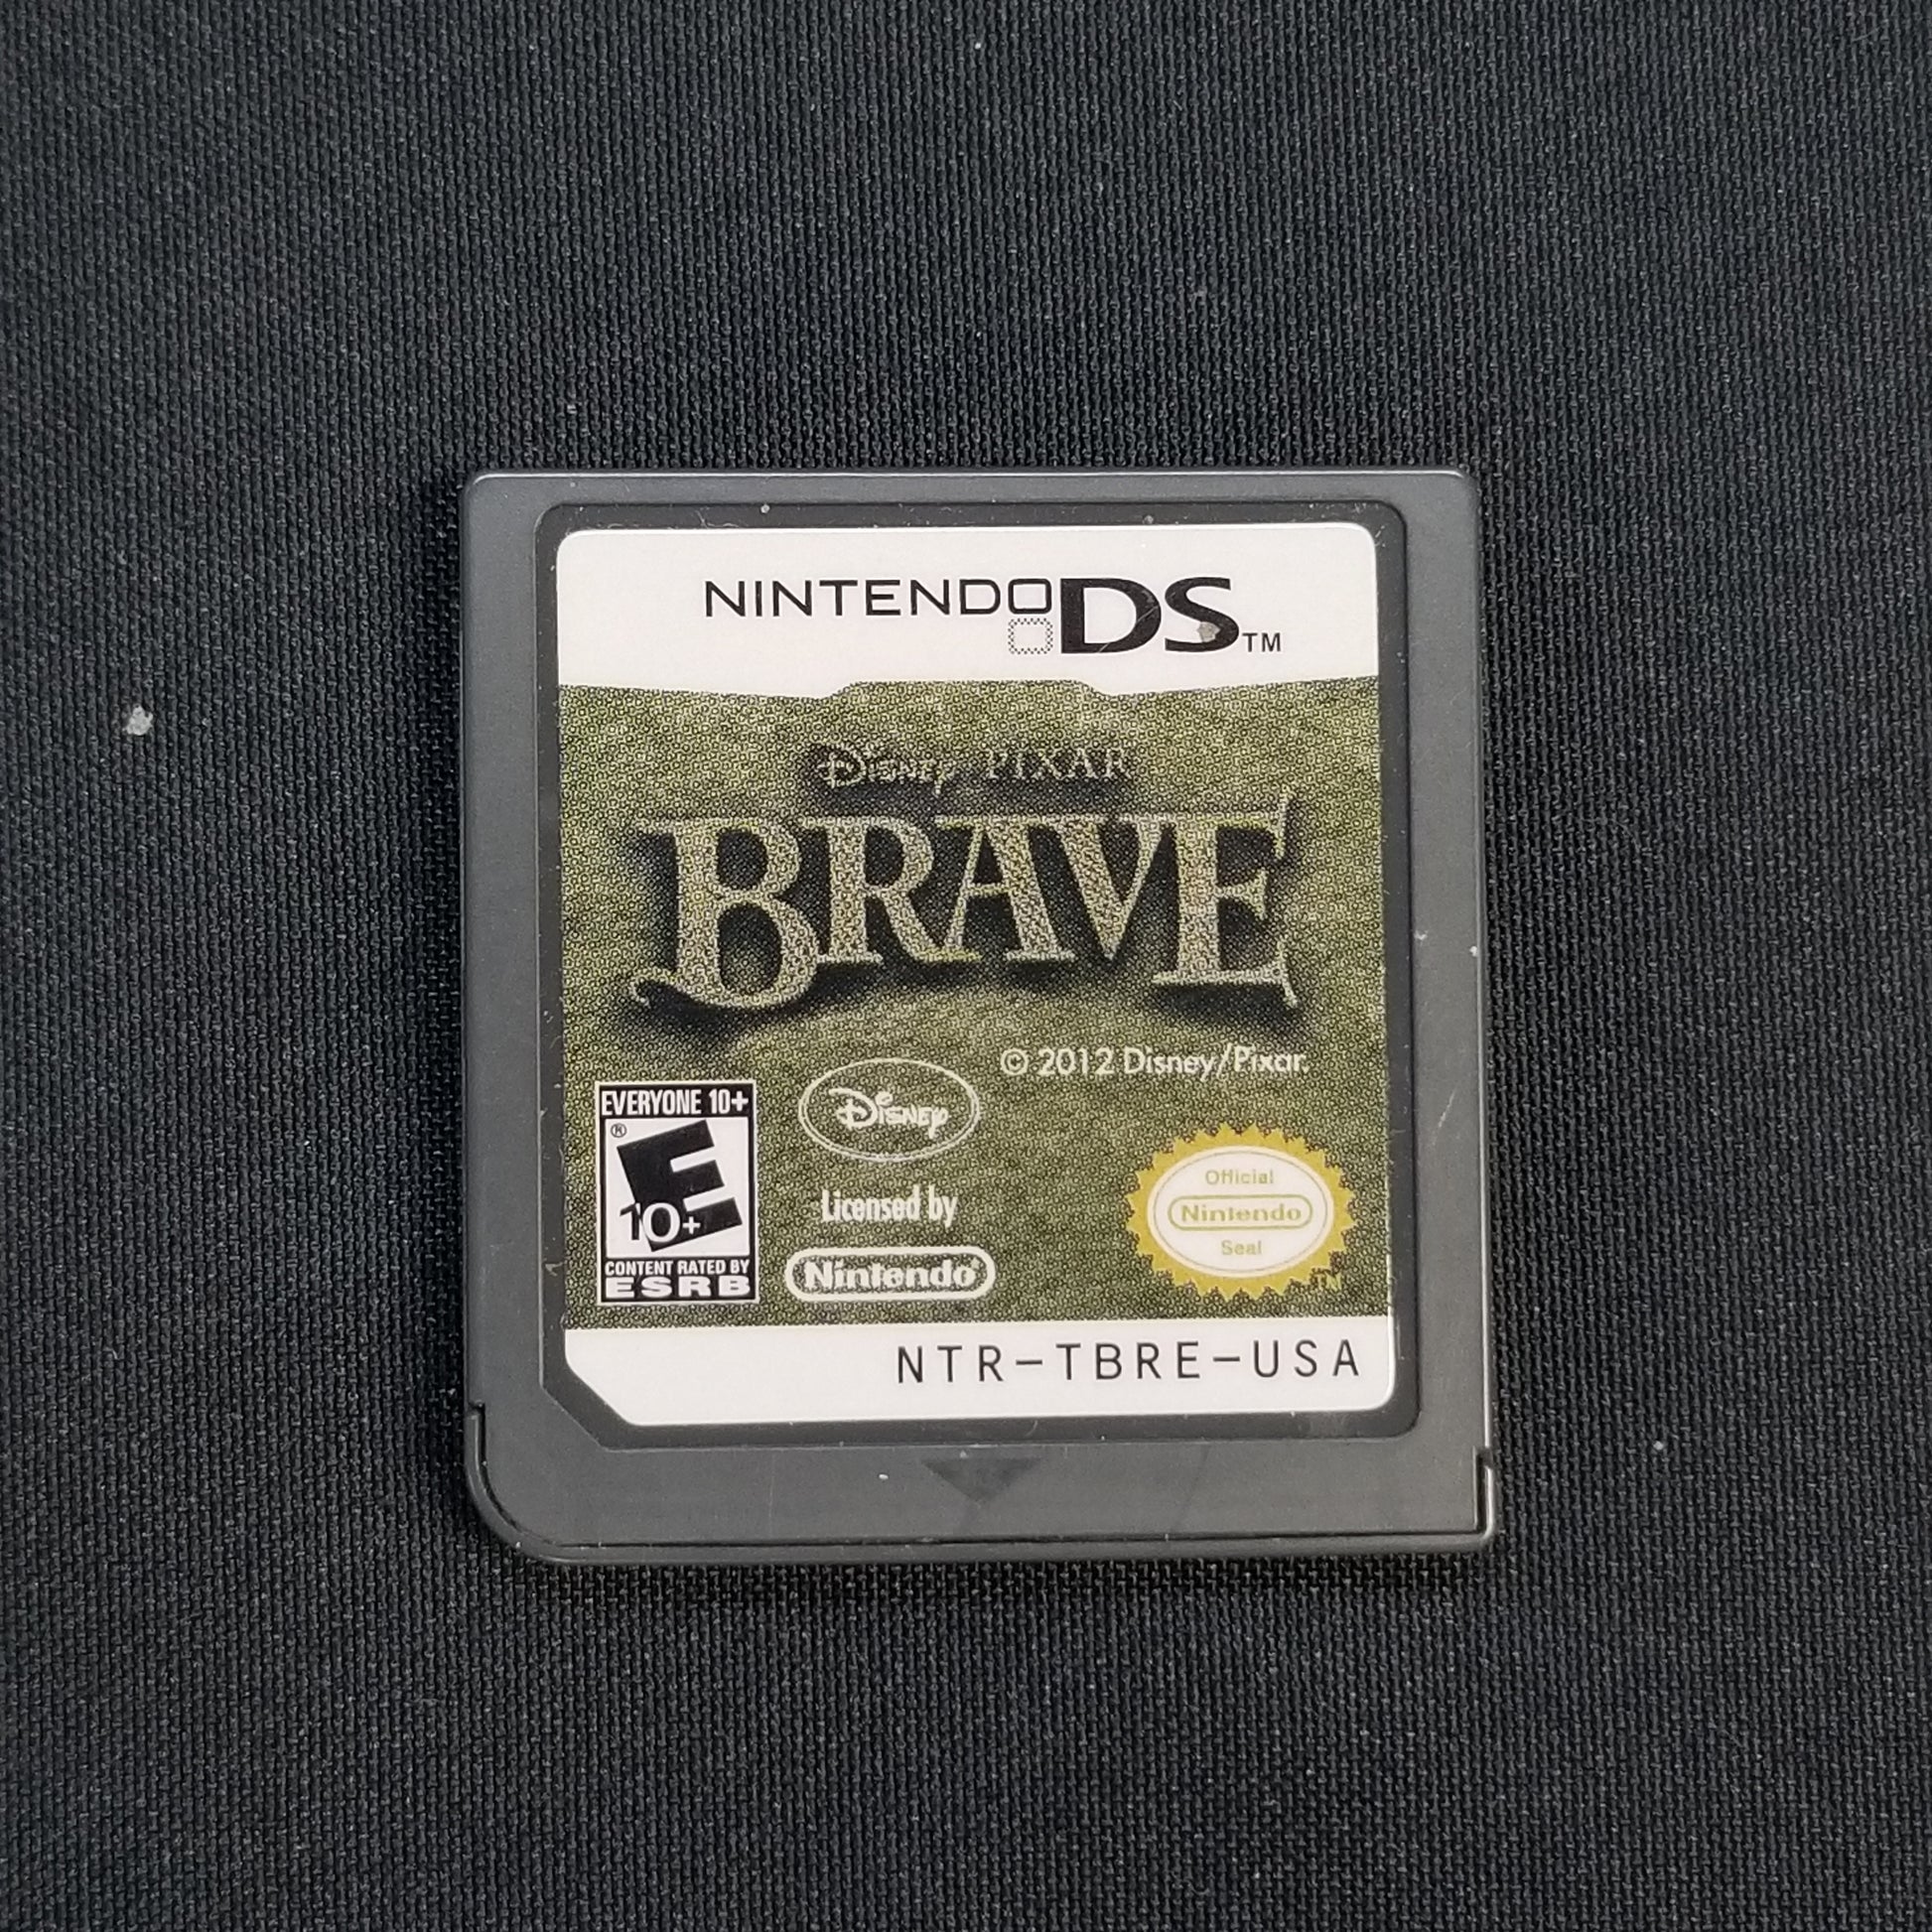 NINTENDO DS TM
Disney PIXAR
BRAVE
© 2012 Disney/Pixar.
EVERYONE 10+
®
E
10+
CONTENT RATED BY
ESRB
Disney
Licensed by
Nintendo®
Official
Nintendo
Seal
TM
NTR-TBRE-USA